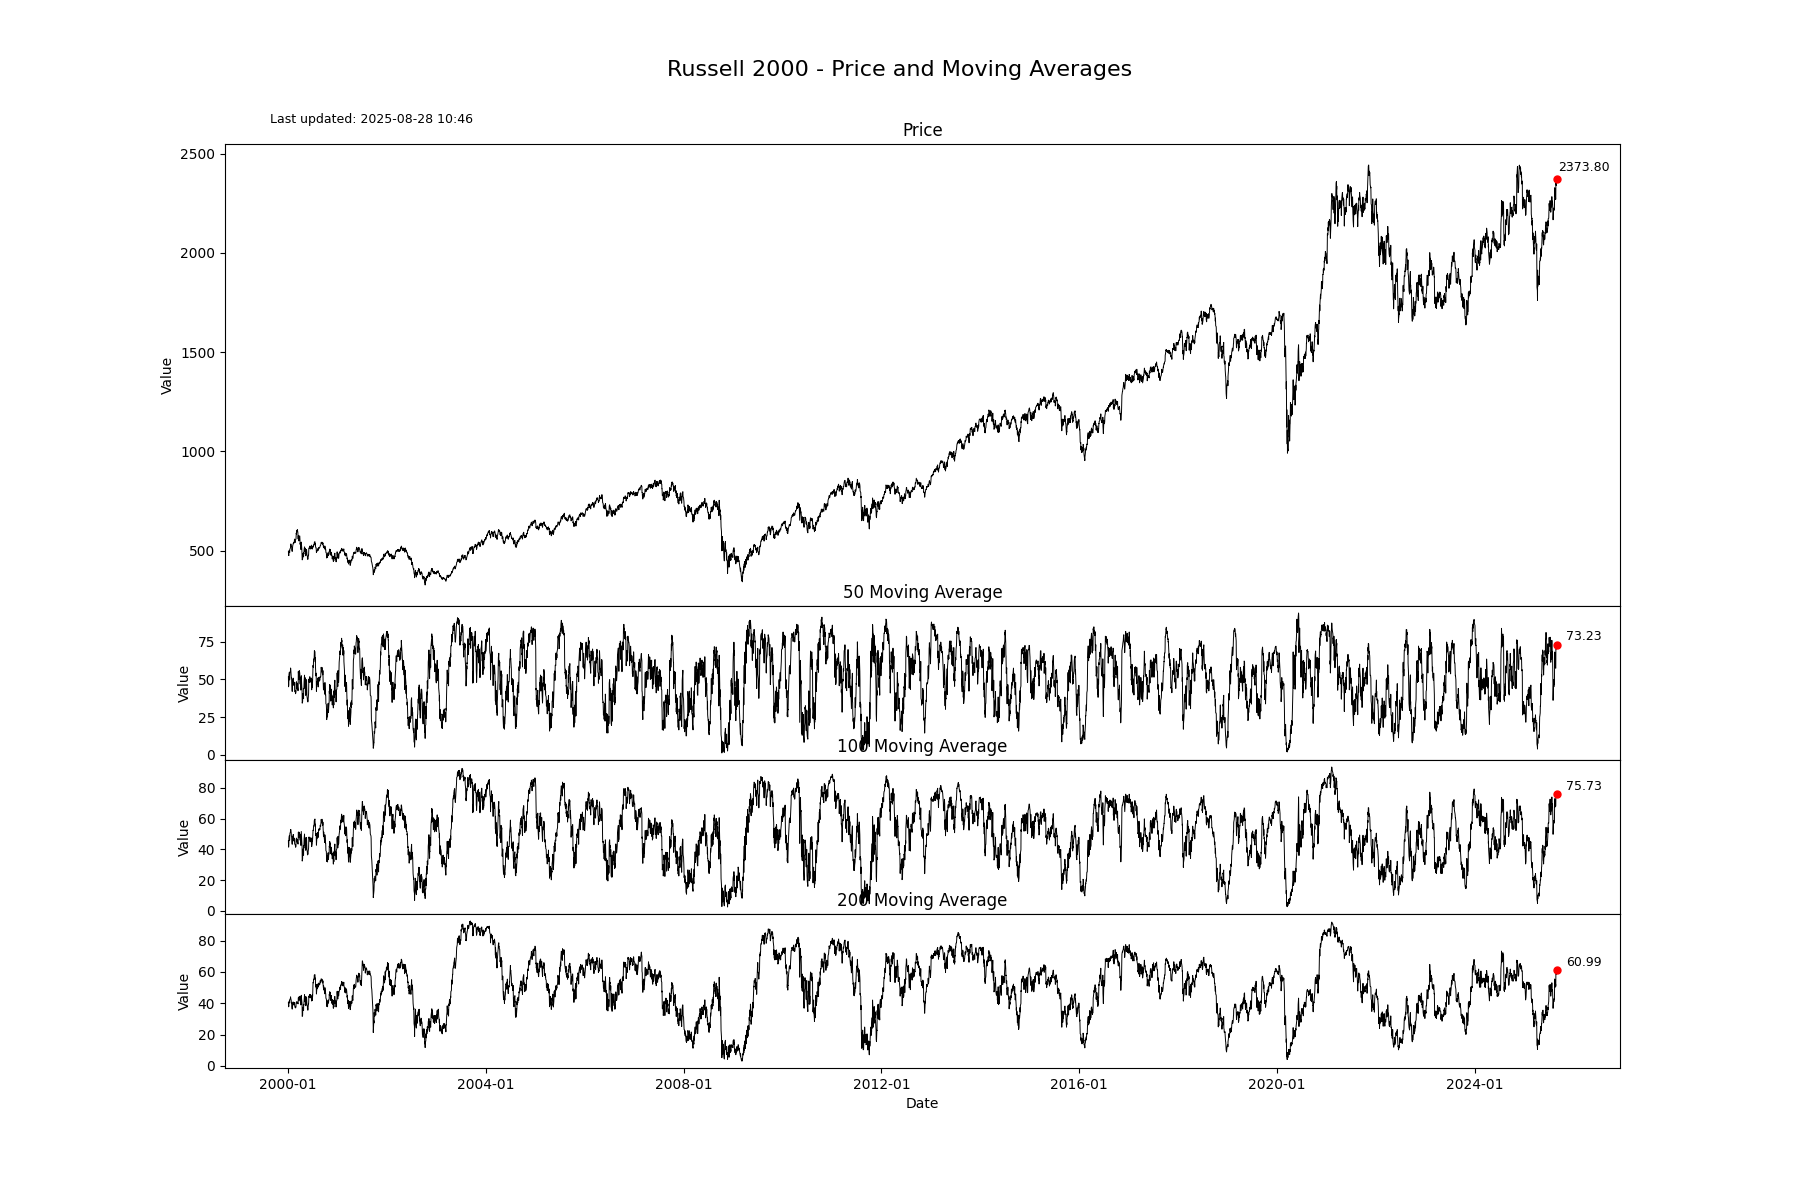 Russell 2000 - Price and Moving Averages
Last updated: 2025-08-28 10:46
Price
2500
2000
1500
1000
500
Value
2373.80
50 Moving Average
75
50
25
0
Value
73.23
100 Moving Average
80
60
40
20
0
Value
75.73
200 Moving Average
80
60
40
20
0
Value
60.99
2000-01 2004-01 2008-01 2012-01 2016-01 2020-01 2024-01
Date